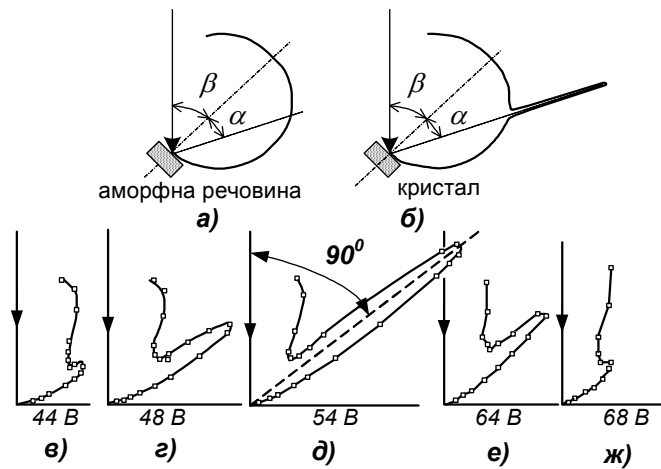 β
α
аморфна речовина
а)
β
α
кристал
б)
90⁰
44 В
48 В
54 В
64 В
68 В
в)
г)
д)
е)
ж)